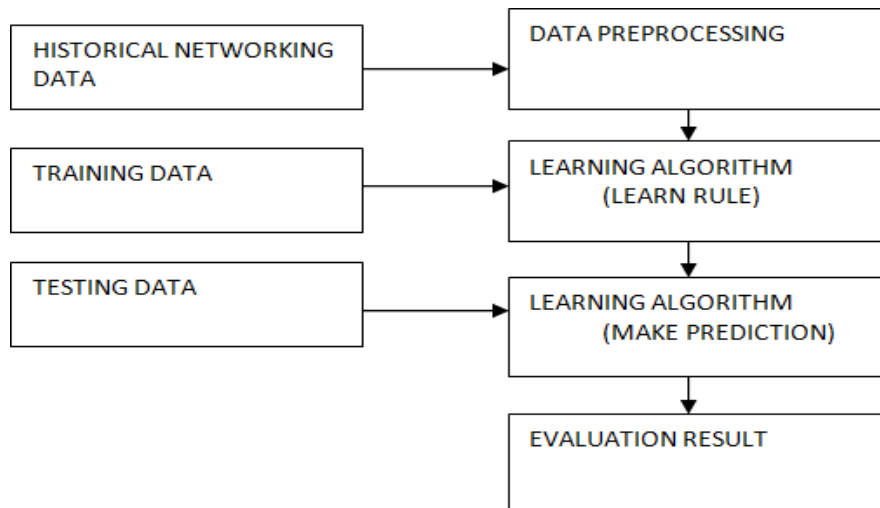 HISTORICAL NETWORKING
DATA
DATA PREPROCESSING
TRAINING DATA
LEARNING ALGORITHM
(LEARN RULE)
TESTING DATA
LEARNING ALGORITHM
(MAKE PREDICTION)
EVALUATION RESULT